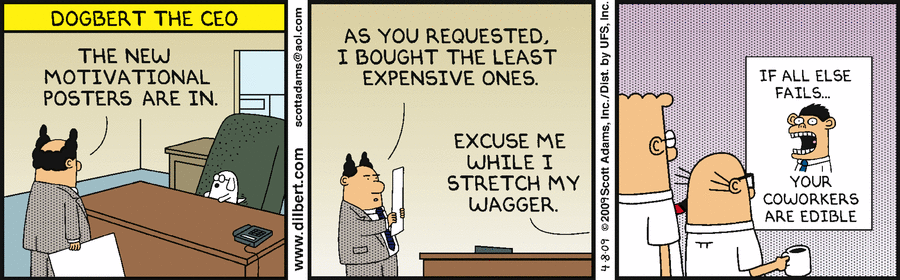 DOGBERT THE CEO
THE NEW
MOTIVATIONAL
POSTERS ARE IN.
www.dilbert.com
scottadams@aol.com
AS YOU REQUESTED,
I BOUGHT THE LEAST
EXPENSIVE ONES.
EXCUSE ME
WHILE I
STRETCH MY
WAGGER.
4-8-09 ©2009 Scott Adams, Inc./Dist. by UFS, Inc.
IF ALL ELSE
FAILS...
YOUR
COWORKERS
ARE EDIBLE